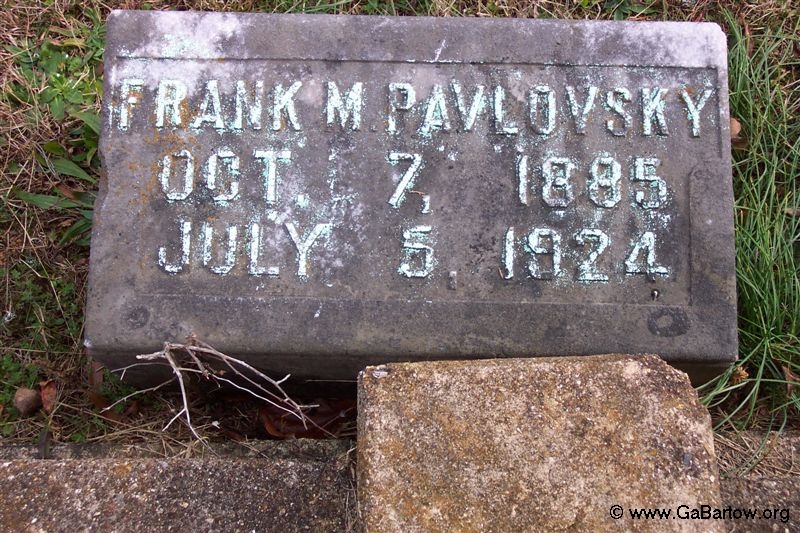 FRANK M. PAVLOVSKY
OCT. 7, 1885
JULY 5, 1924
© www.GaBartow.org